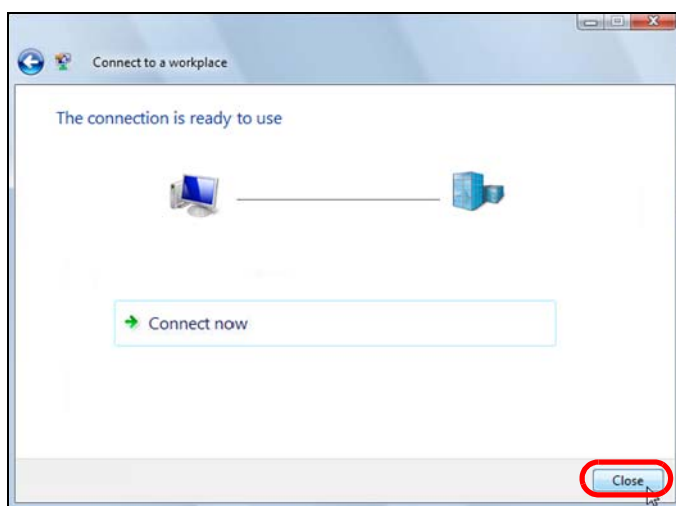 Connect to a workplace
The connection is ready to use
Connect now
Close